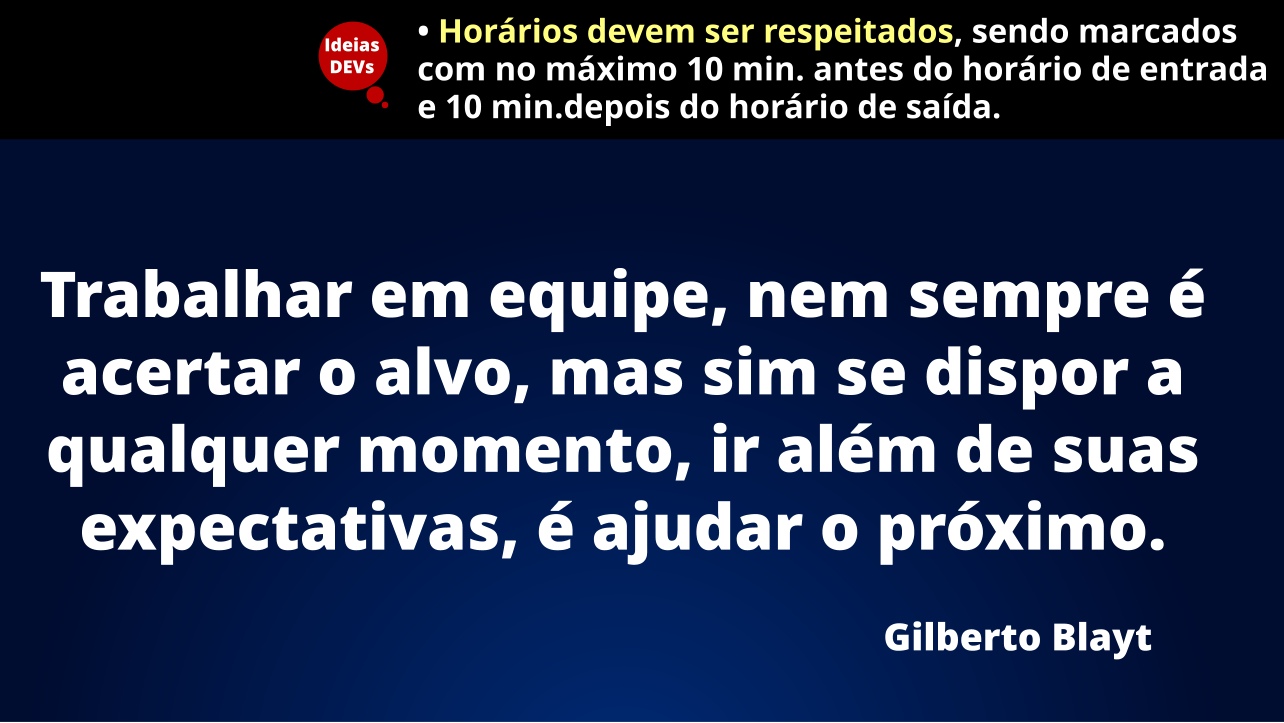 Ideias
DEVs
• Horários devem ser respeitados, sendo marcados
com no máximo 10 min. antes do horário de entrada
e 10 min.depois do horário de saída.
Trabalhar em equipe, nem sempre é
acertar o alvo, mas sim se dispor a
qualquer momento, ir além de suas
expectativas, é ajudar o próximo.
Gilberto Blayt